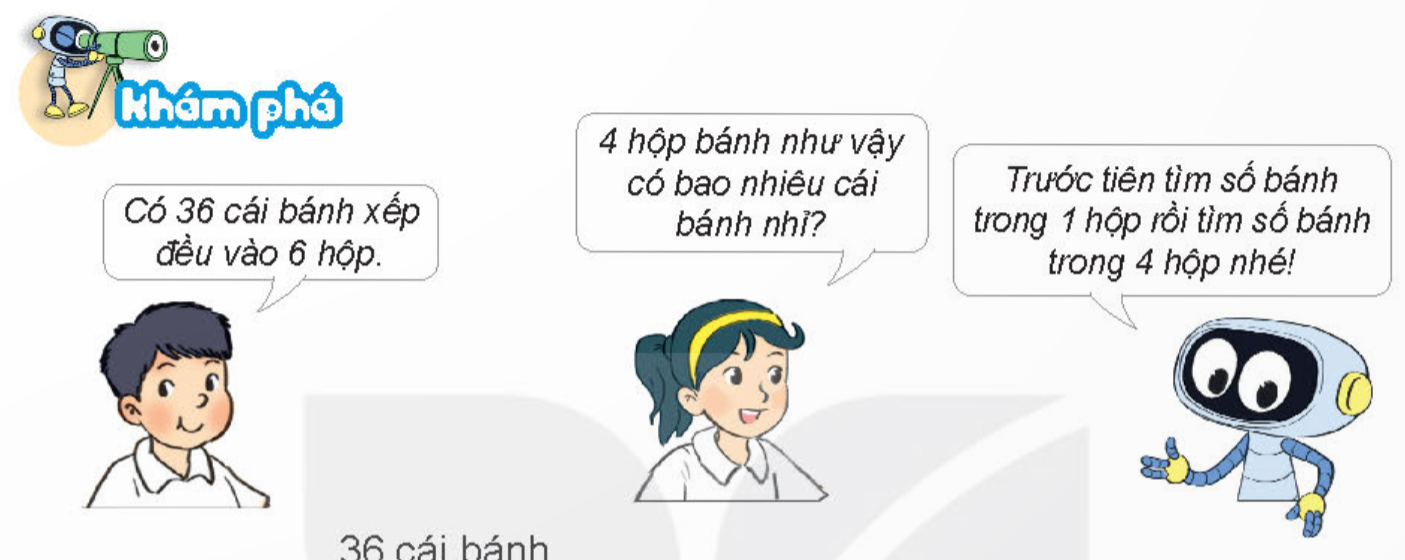 Khám phá
Có 36 cái bánh xếp
đều vào 6 hộp.
4 hộp bánh như vậy
có bao nhiêu cái
bánh nhỉ?
Trước tiên tìm số bánh
trong 1 hộp rồi tìm số bánh
trong 4 hộp nhé!
36 cái bánh